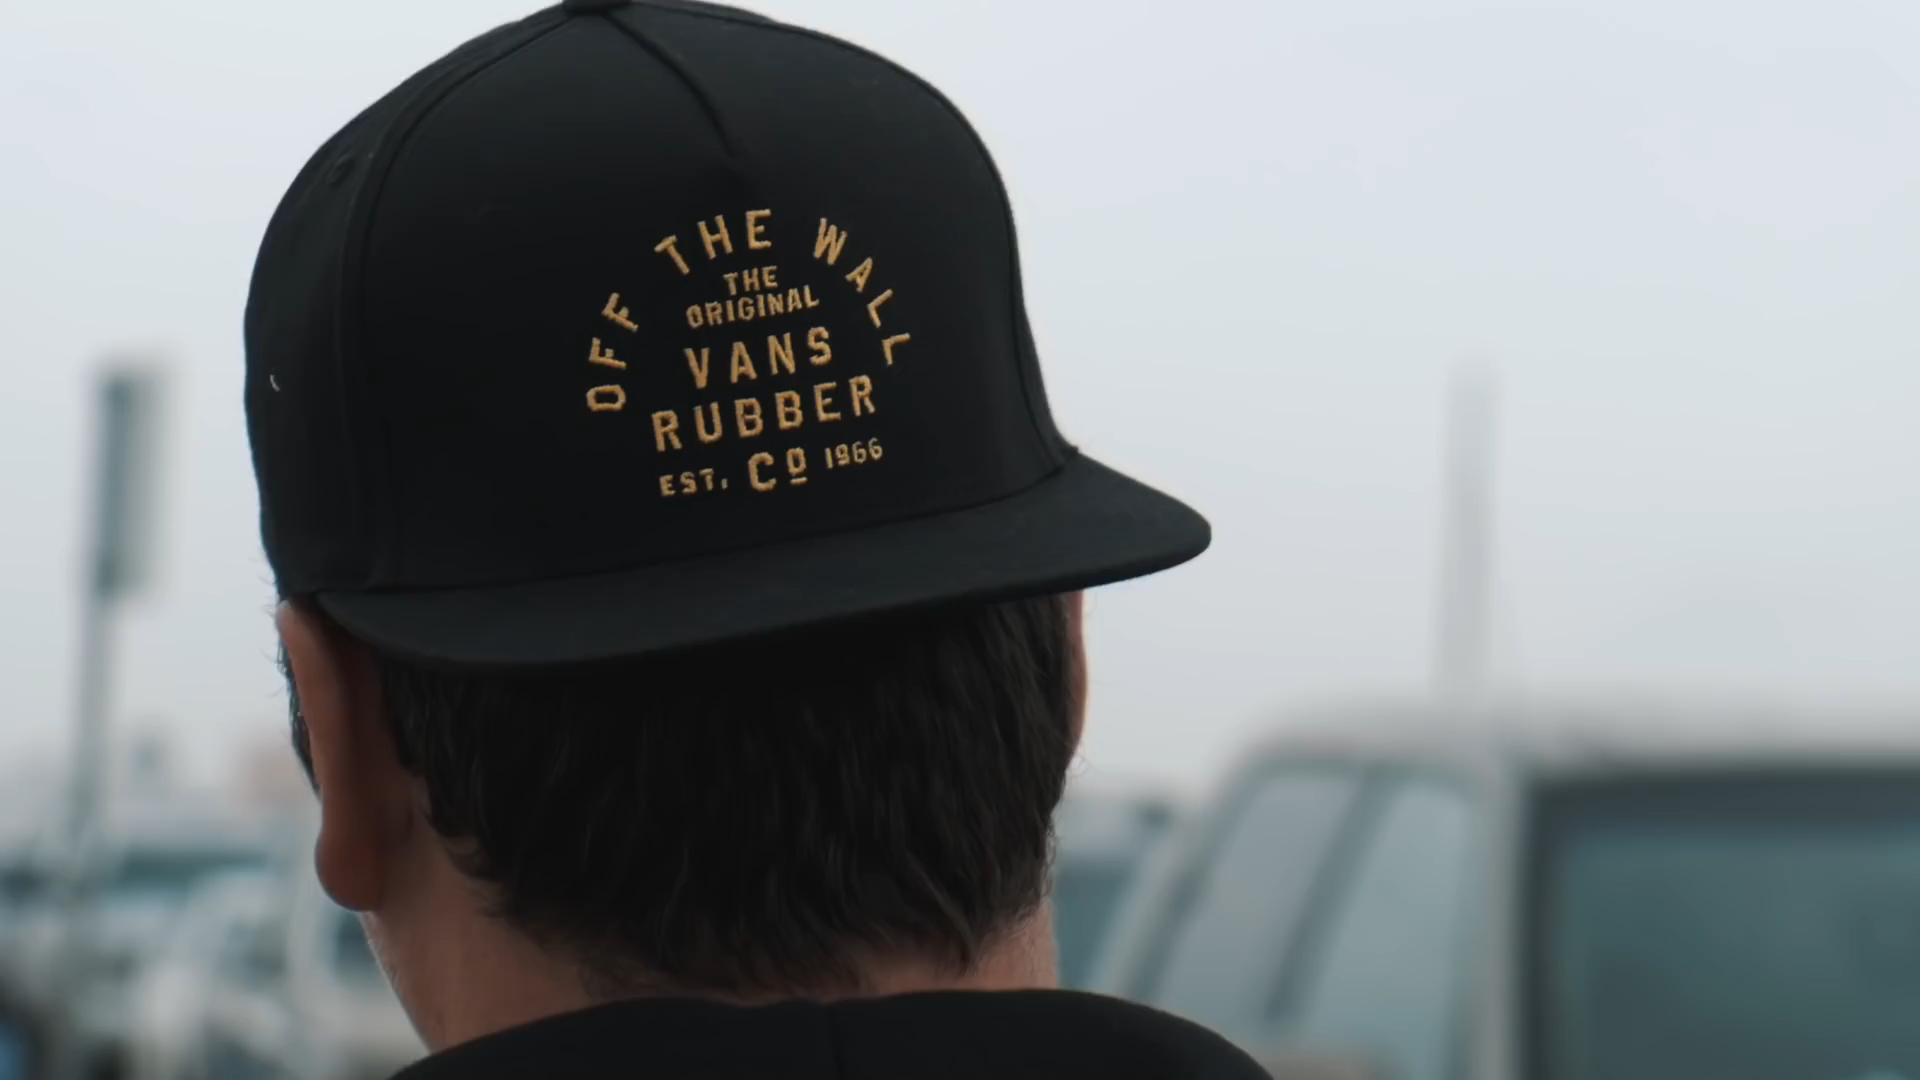 OFF THE WALL
THE
ORIGINAL
VANS
RUBBER
EST. Co 1966